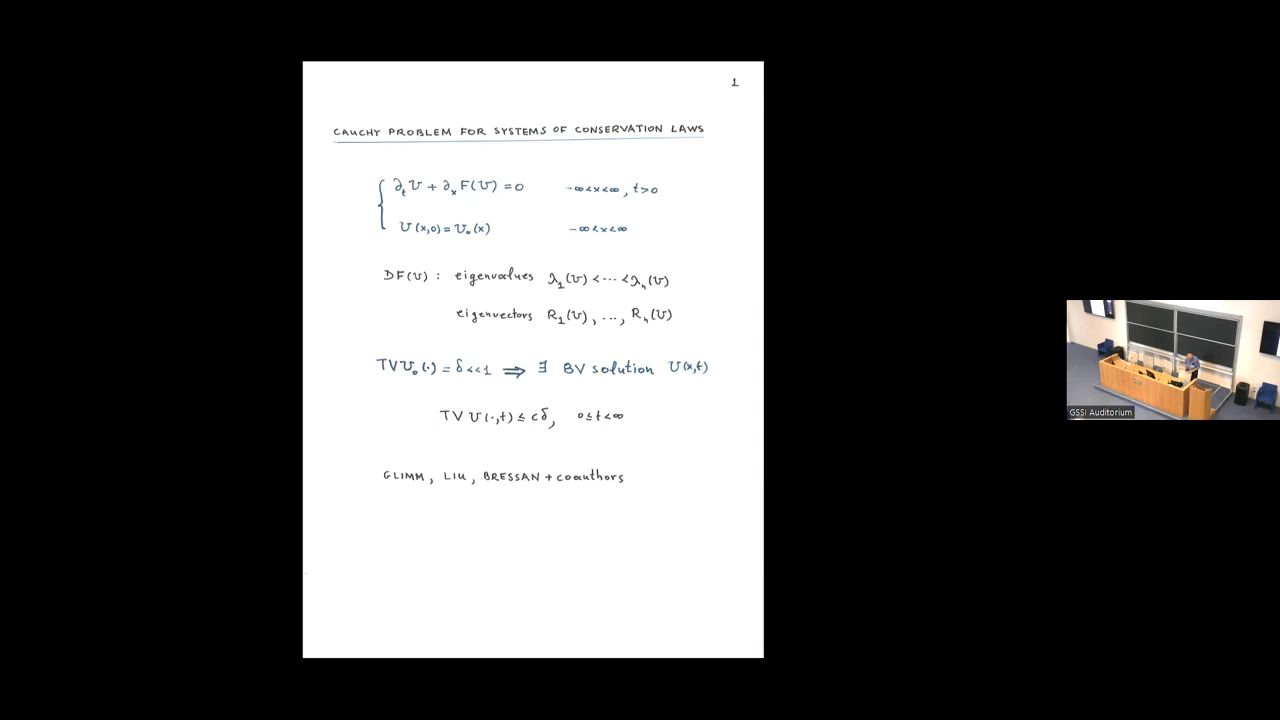 1
CAUCHY PROBLEM FOR SYSTEMS OF CONSERVATION LAWS
∂ₜU + ∂ₓF(U) = 0    -∞<x<∞, t>0
U(x,0) = U₀(x)    -∞<x<∞
DF(U) : eigenvalues λ₁(U) < ··· < λₙ(U)
eigenvectors R₁(U), ..., Rₙ(U)
TV U₀(·) = δ << 1 ⟹ ∃ BV solution U(x,t)
TV U(·,t) ≤ cδ,    0≤t<∞
GLIMM, LIU, BRESSAN + coauthors
GSSI Auditorium